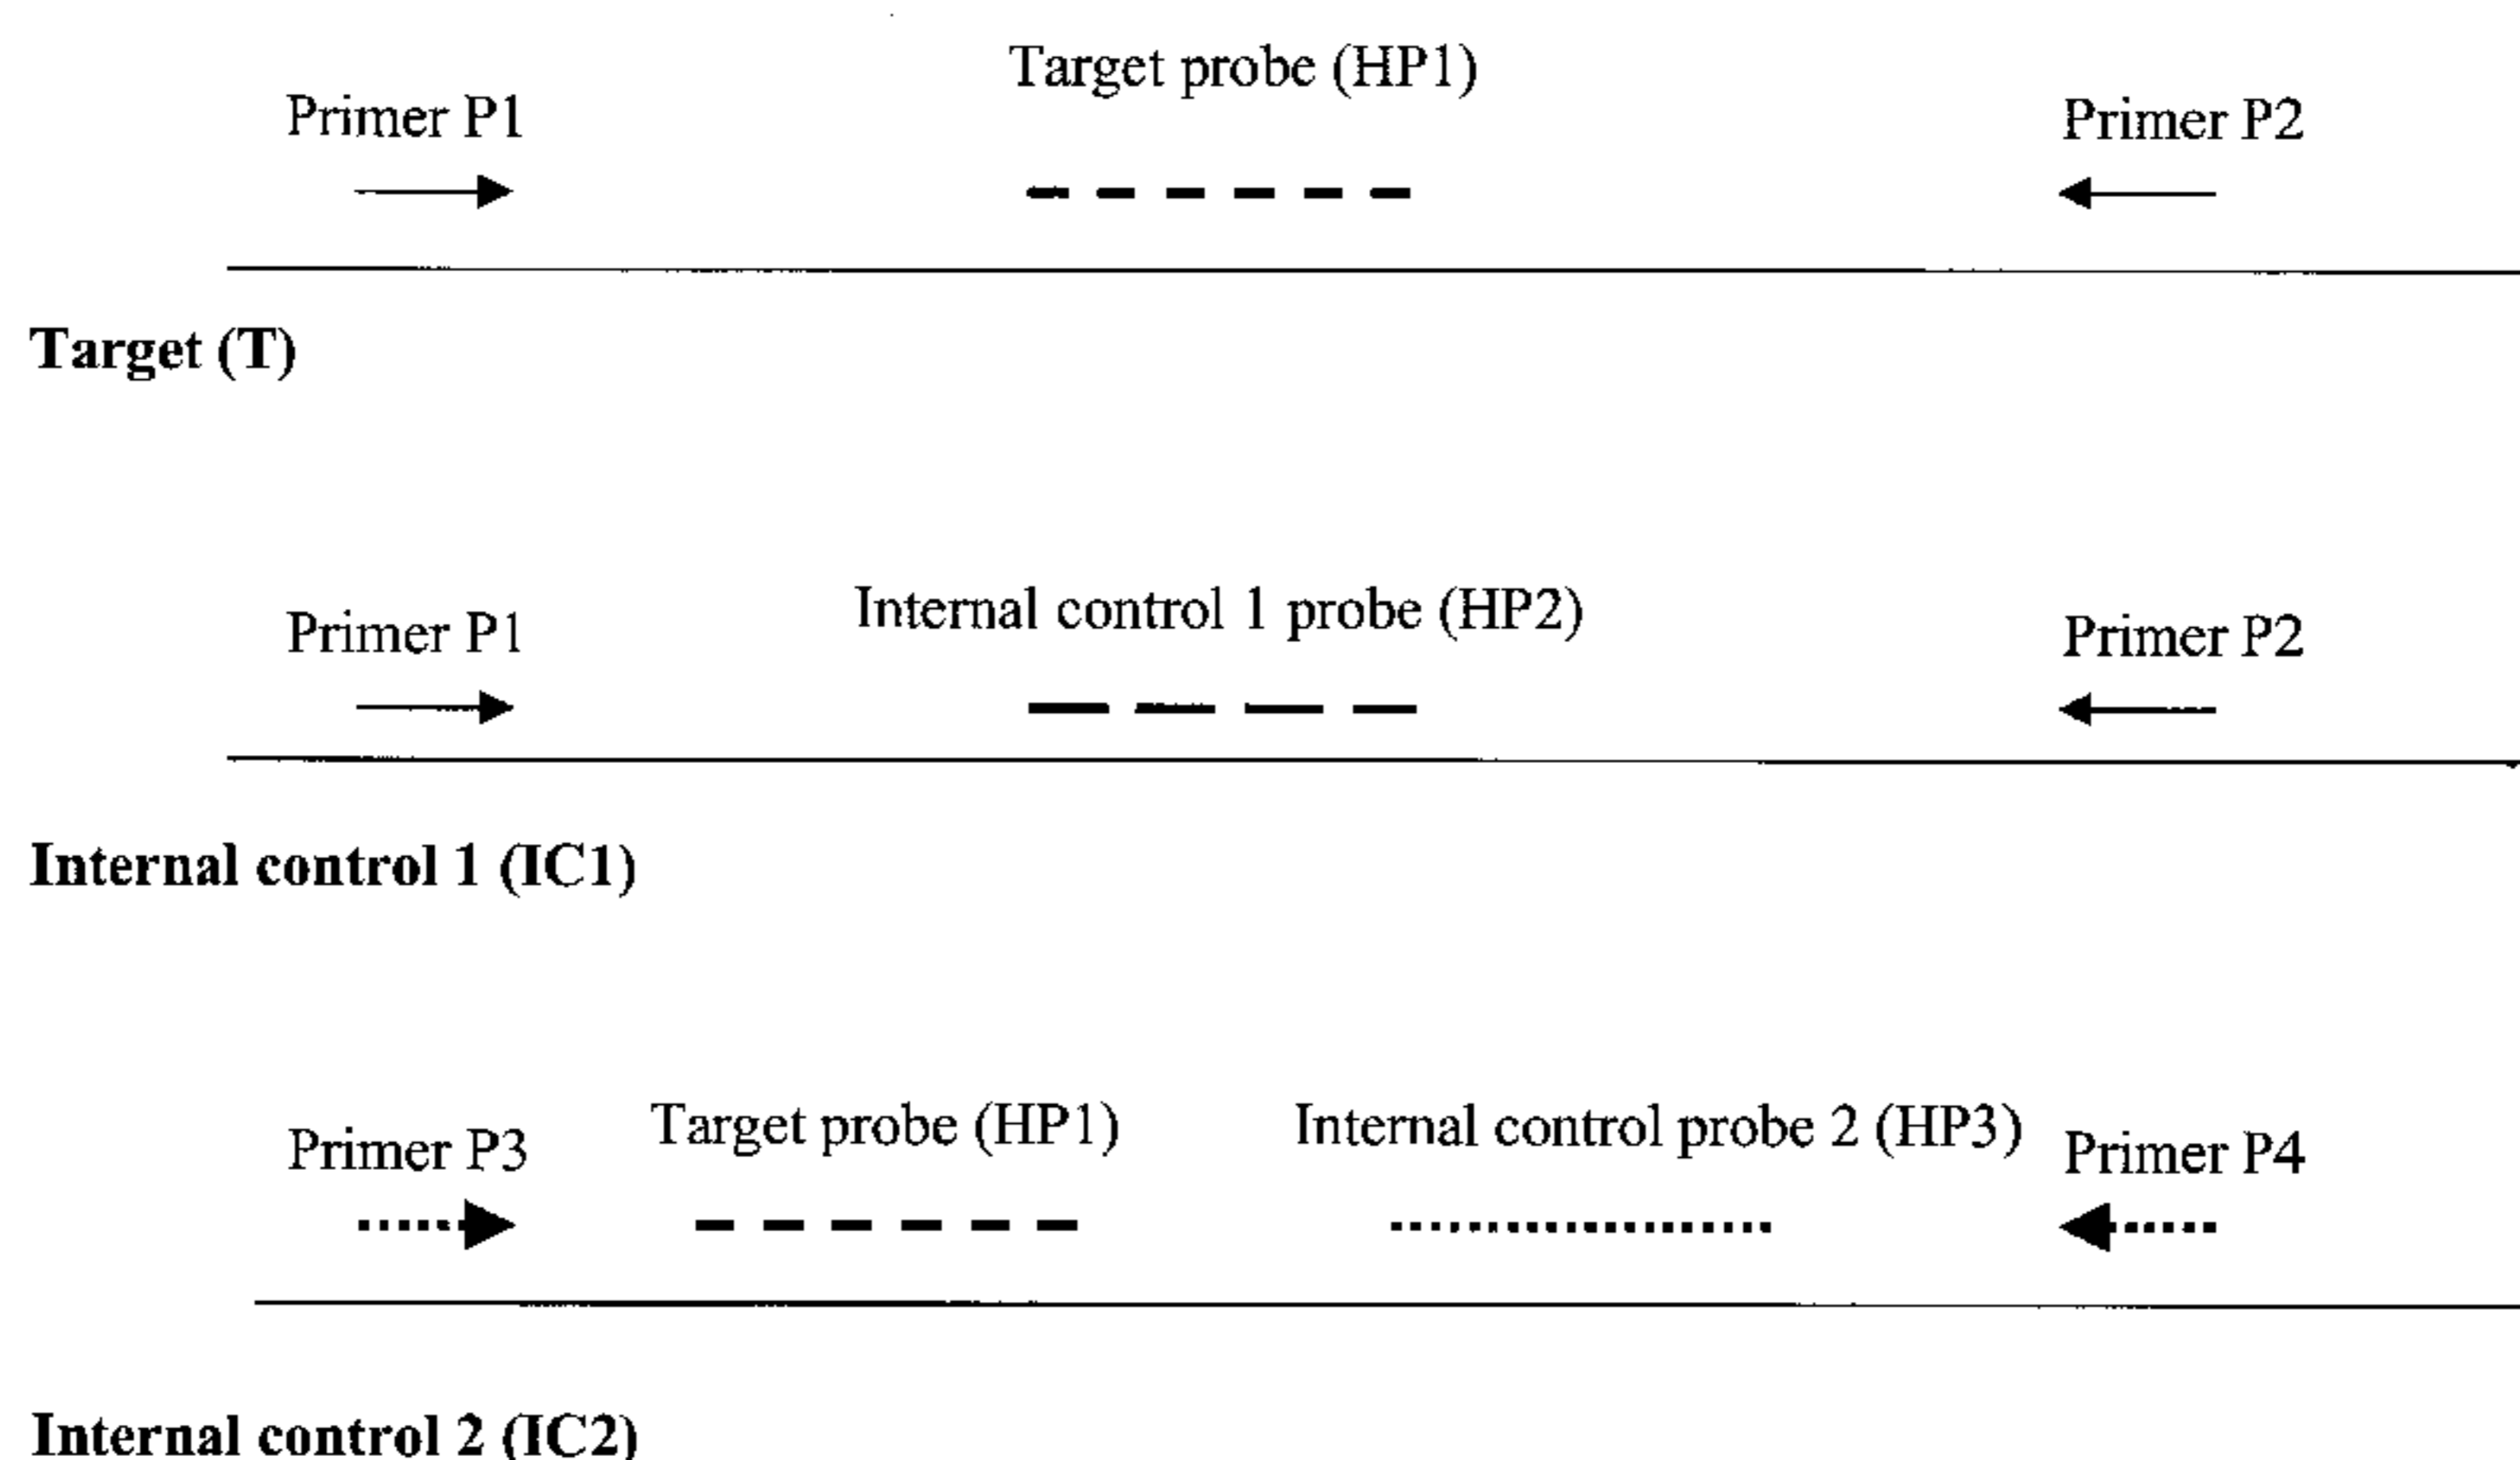 Target probe (HP1)
Primer P1
Primer P2
Target (T)
Internal control 1 probe (HP2)
Primer P1
Primer P2
Internal control 1 (IC1)
Primer P3
Target probe (HP1)
Internal control probe 2 (HP3)
Primer P4
Internal control 2 (IC2)